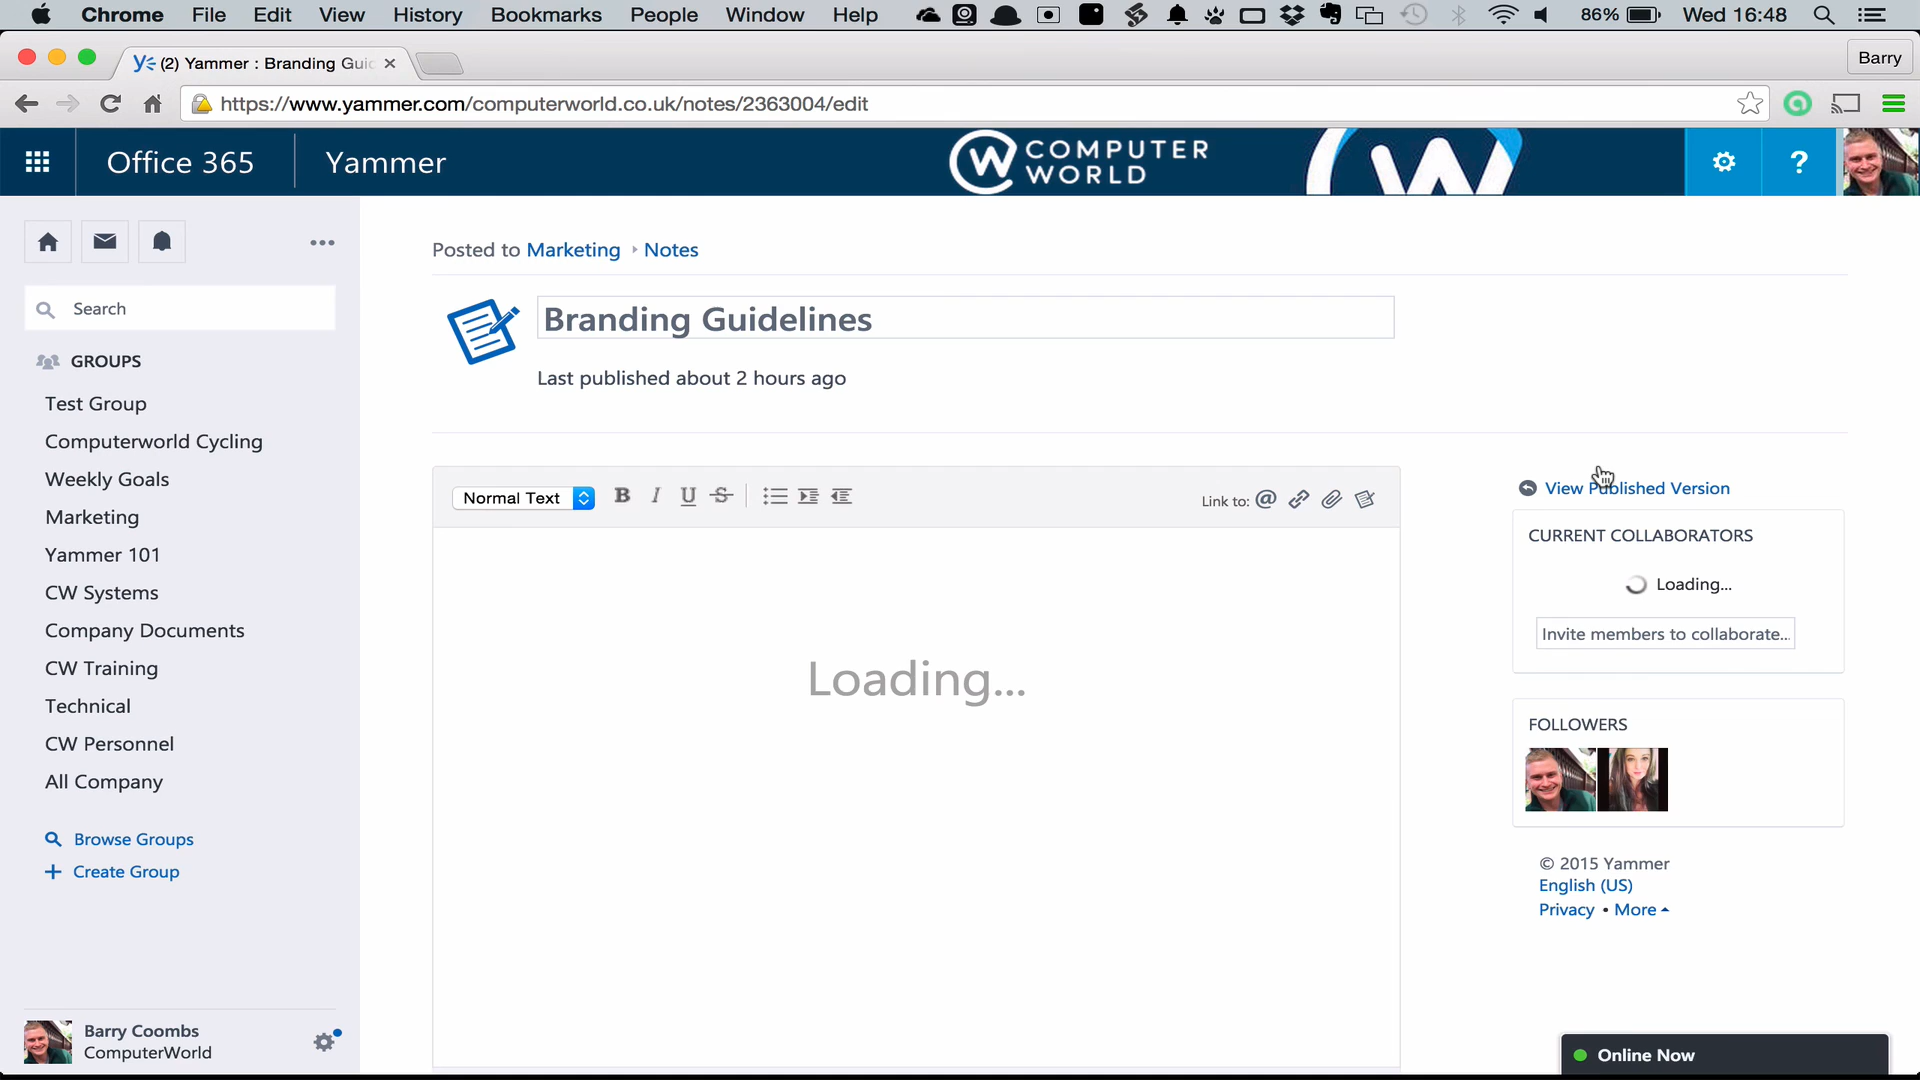 Chrome File Edit View History Bookmarks People Window Help 86% Wed 16:48
(2) Yammer : Branding Guid Barry
https://www.yammer.com/computerworld.co.uk/notes/2363004/edit
Office 365 Yammer COMPUTER WORLD ?
Posted to Marketing Notes
Search
Branding Guidelines
GROUPS
Last published about 2 hours ago
Test Group
Computerworld Cycling
Weekly Goals
Marketing
Yammer 101
CW Systems
Company Documents
CW Training
Technical
CW Personnel
All Company
Browse Groups
Create Group
Barry Coombs
ComputerWorld
Normal Text B I U S Link to: @
Loading...
View Published Version
CURRENT COLLABORATORS
Loading...
Invite members to collaborate...
FOLLOWERS
© 2015 Yammer
English (US)
Privacy • More
Online Now